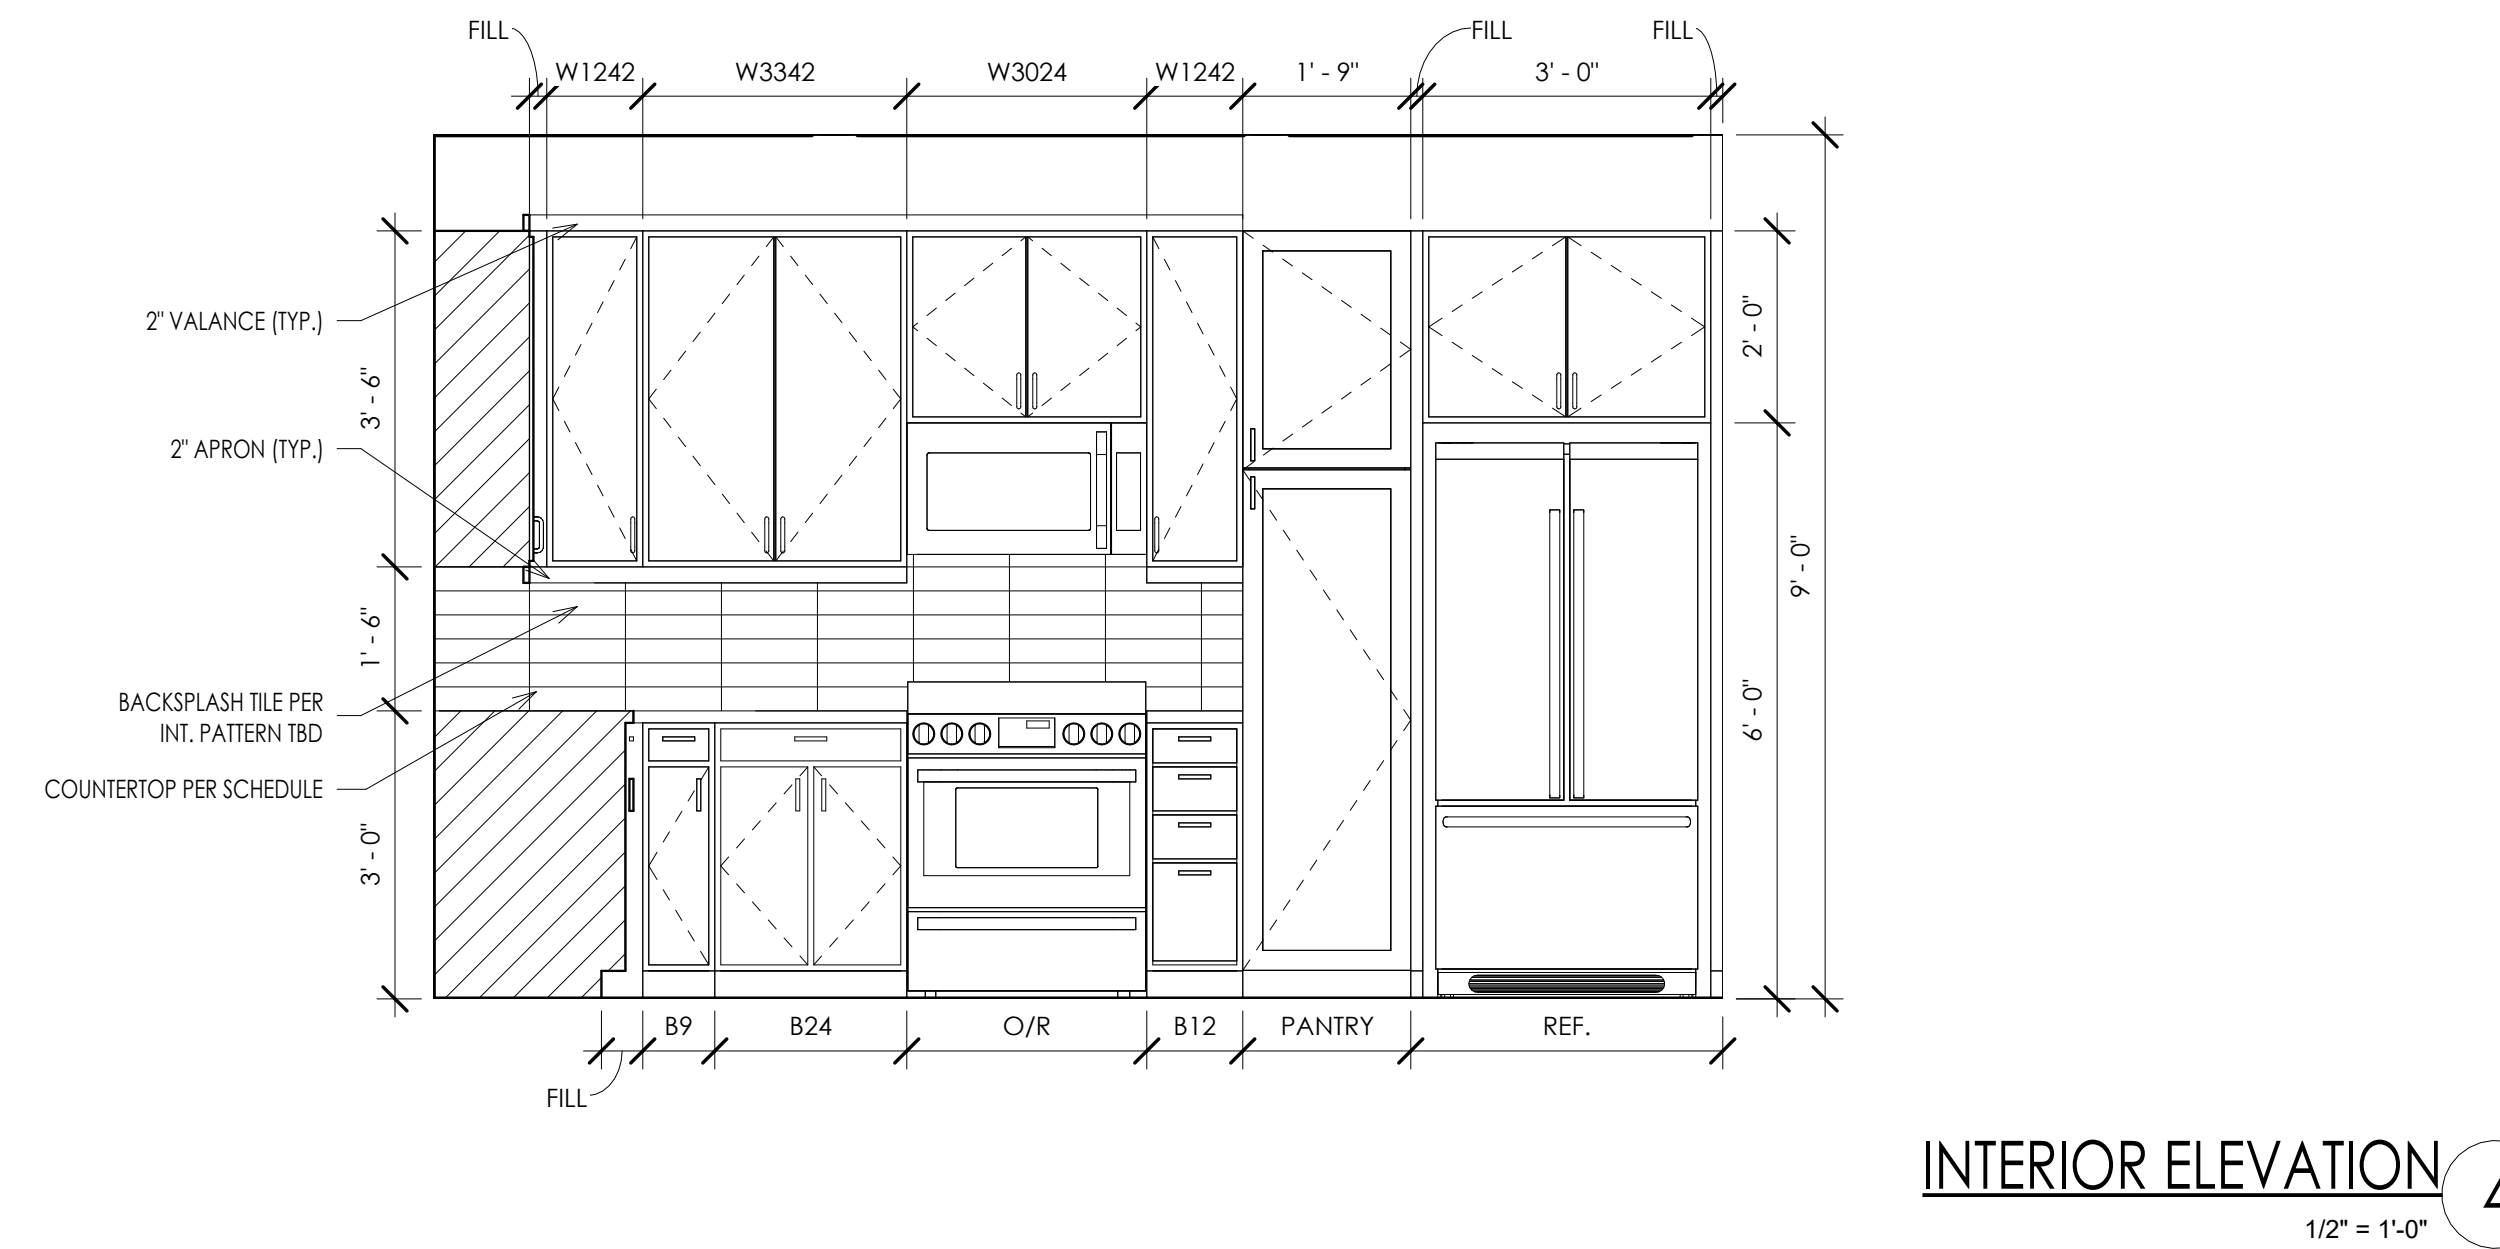 FILL
FILL
FILL
W1242
W3342
W3024
W1242
1' - 9"
3' - 0"
2" VALANCE (TYP.)
3' - 6"
2' - 0"
2" APRON (TYP.)
9' - 0"
1' - 6"
BACKSPLASH TILE PER
INT. PATTERN TBD
6' - 0"
COUNTERTOP PER SCHEDULE
3' - 0"
B9
B24
O/R
B12
PANTRY
REF.
FILL
INTERIOR ELEVATION
1/2" = 1'-0"